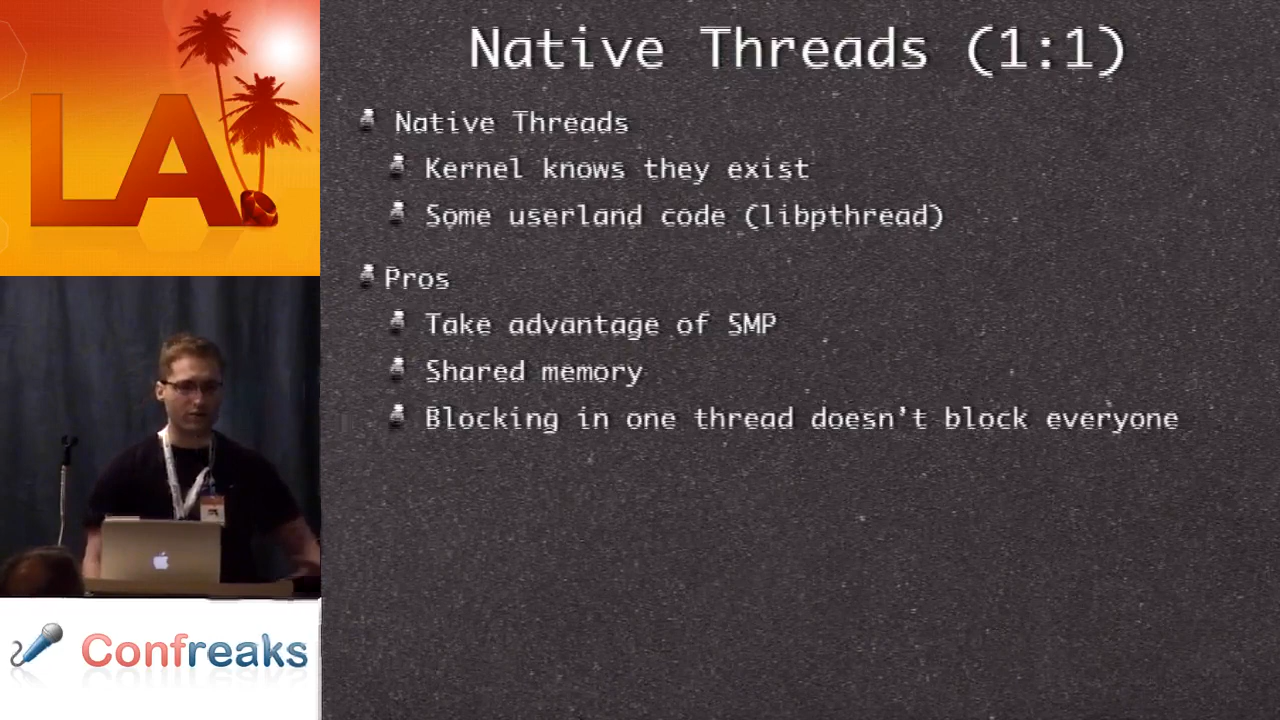 LA
Native Threads (1:1)
Native Threads
Kernel knows they exist
Some userland code (libpthread)
Pros
Take advantage of SMP
Shared memory
Blocking in one thread doesn't block everyone
Confreaks